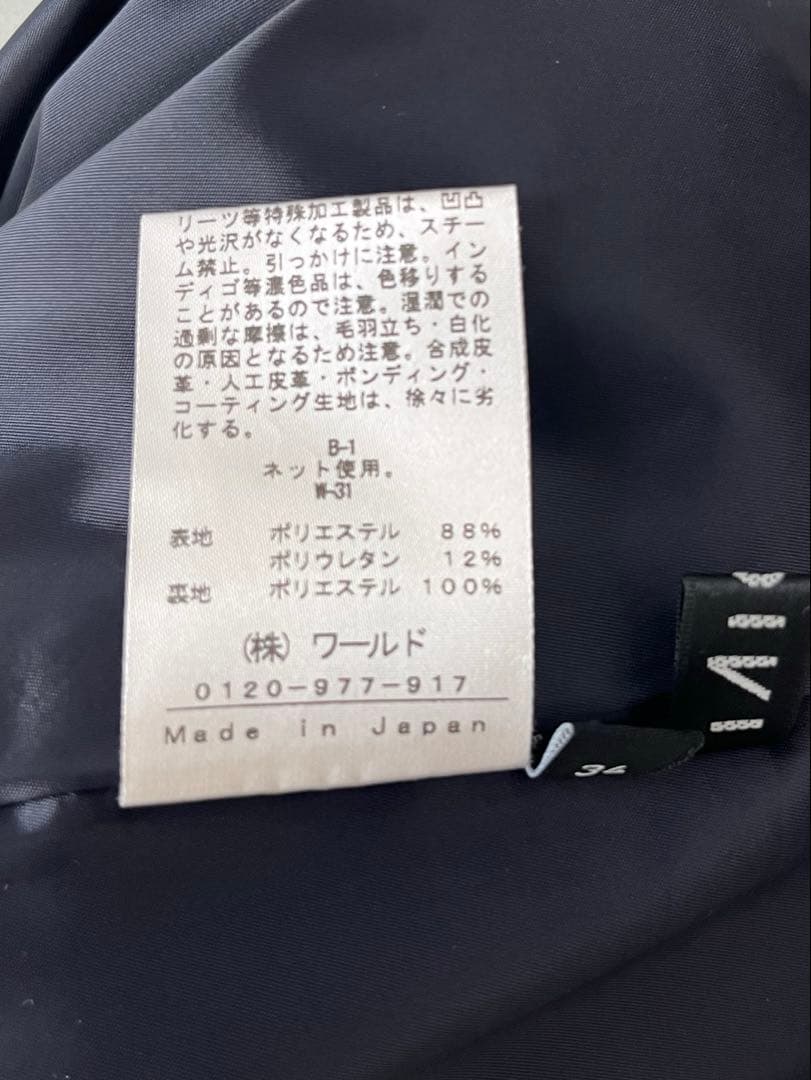 リーツ等特殊加工製品は、凹凸
や光沢がなくなるため、スチー
ム禁止。引っかけに注意。イン
ディゴ等濃色品は、色移りする
ことがあるので注意。湿潤での
過剰な摩擦は、毛羽立ち・白化
の原因となるため注意。合成皮
革・人工皮革・ボンディング・
コーティング生地は、徐々に劣
化する。
B-1
ネット使用。
W-31
表地 ポリエステル 88%
ポリウレタン 12%
裏地 ポリエステル 100%
(株) ワールド
0120-977-917
Made in Japan